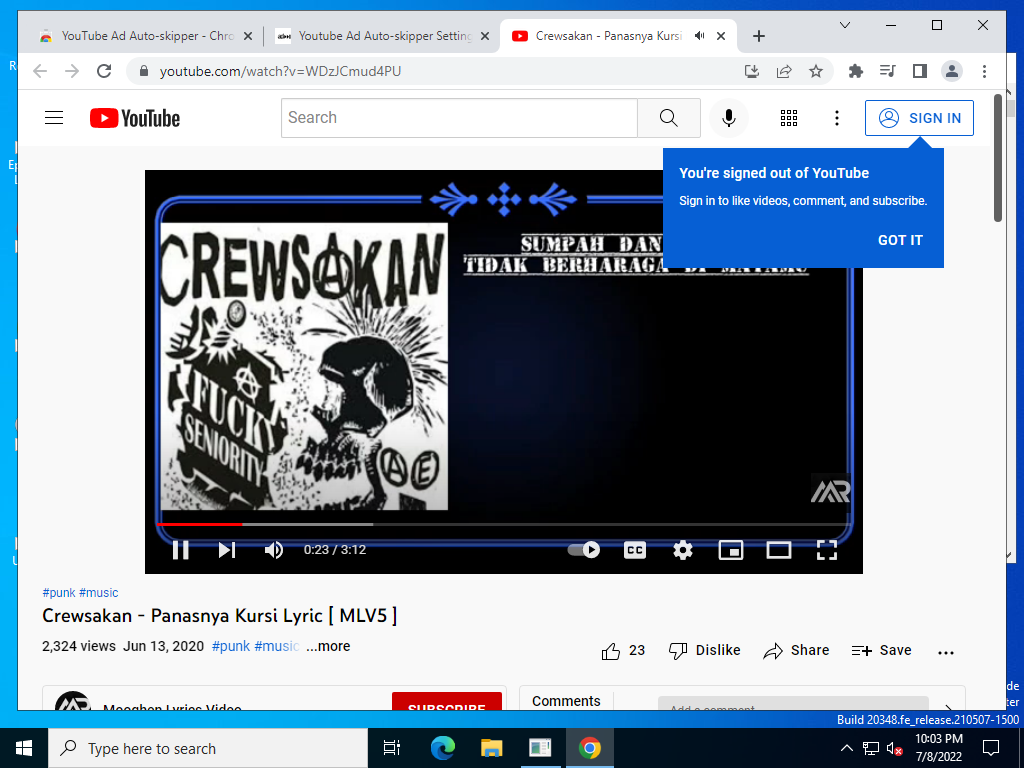 YouTube Ad Auto-skipper - Chro
Youtube Ad Auto-skipper Setting
Crewsakan - Panasnya Kursi
youtube.com/watch?v=WDzJCmud4PU
YouTube
Search
SIGN IN
You're signed out of YouTube
Sign in to like videos, comment, and subscribe.
GOT IT
SUMPAH DAN
TIDAK BERHARAGA DI MATAMU
CREWSAKAN
FUCK
SENIORITY
A E
MR
0:23 / 3:12
CC
#punk #music
Crewsakan - Panasnya Kursi Lyric [ MLV5 ]
2,324 views Jun 13, 2020 #punk #music ...more
23
Dislike
Share
Save
Mooghen Lyrics Video
SUBSCRIBE
Comments
Add a comment...
Build 20348.fe_release.210507-1500
Type here to search
10:03 PM
7/8/2022